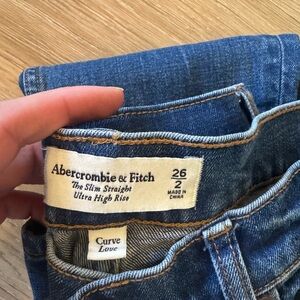 Abercrombie & Fitch
The Slim Straight
Ultra High Rise
26
2
MADE IN
CHINA
Curve
Love